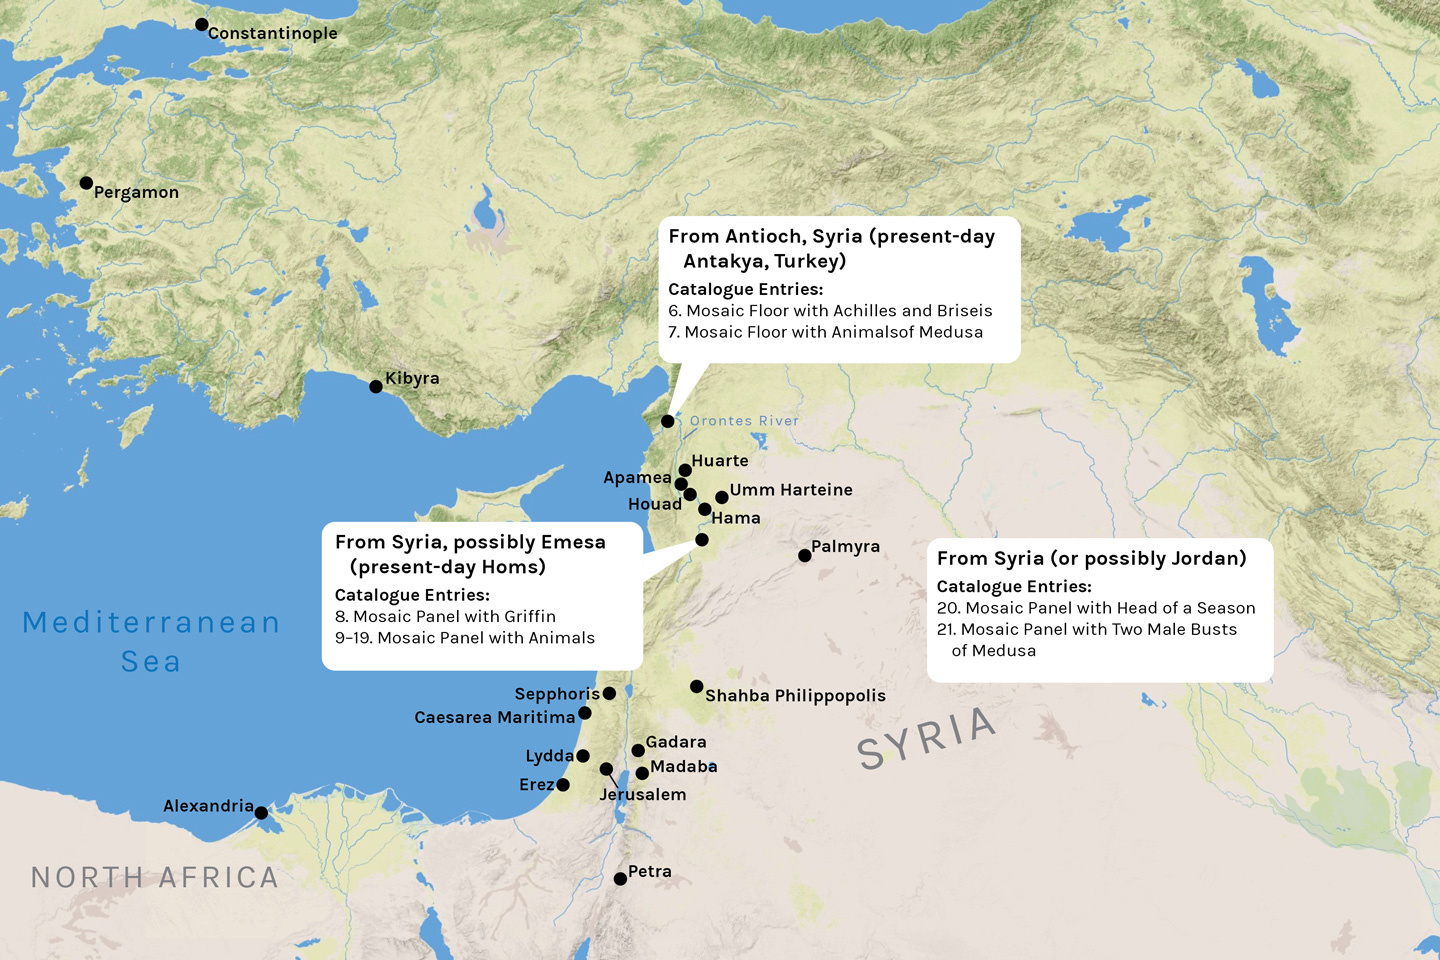 Constantinople
Pergamon
From Antioch, Syria (present-day
Antakya, Turkey)
Catalogue Entries:
6. Mosaic Floor with Achilles and Briseis
7. Mosaic Floor with Animalsof Medusa
Kibyra
Orontes River
Huarte
Apamea
Umm Harteine
Houad
Hama
From Syria, possibly Emesa
(present-day Homs)
Catalogue Entries:
8. Mosaic Panel with Griffin
9–19. Mosaic Panel with Animals
Palmyra
From Syria (or possibly Jordan)
Catalogue Entries:
20. Mosaic Panel with Head of a Season
21. Mosaic Panel with Two Male Busts
of Medusa
Mediterranean
Sea
Sepphoris
Shahba Philippopolis
Caesarea Maritima
SYRIA
Gadara
Lydda
Madaba
Erez
Jerusalem
Alexandria
NORTH AFRICA
Petra